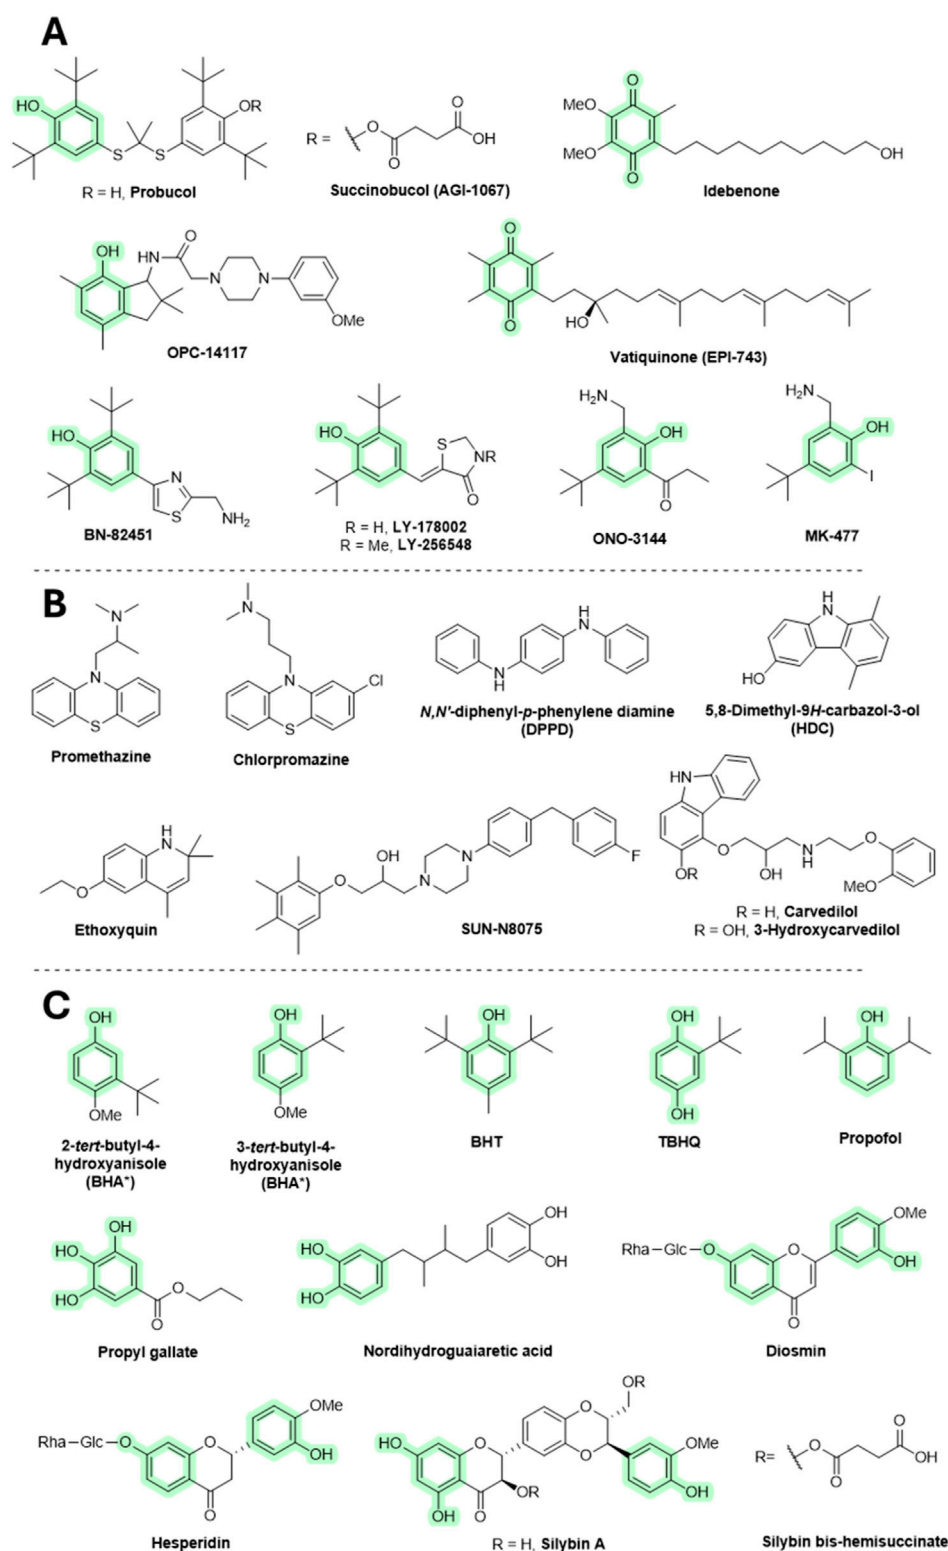 A
HO
OR
S
S
R = H, Probucol
R =
O
O
O
OH
Succinobucol (AGI-1067)
O
MeO
MeO
O
OH
Idebenone
OH
HN
O
N
N
OMe
OPC-14117
O
O
HO
Vatiquinone (EPI-743)
HO
N
S
NH2
BN-82451
HO
S
NR
O
R = H, LY-178002
R = Me, LY-256548
H2N
OH
O
ONO-3144
H2N
OH
I
MK-477
B
N
N
S
Promethazine
N
N
Cl
S
Chlorpromazine
H
N
N
H
N,N'-diphenyl-p-phenylene diamine
(DPPD)
H
N
HO
5,8-Dimethyl-9H-carbazol-3-ol
(HDC)
H
N
O
Ethoxyquin
O
OH
N
N
F
SUN-N8075
HN
O
OR
OH
N
H
O
MeO
R = H, Carvedilol
R = OH, 3-Hydroxycarvedilol
C
OH
OMe
2-tert-butyl-4-
hydroxyanisole
(BHA*)
OH
OMe
3-tert-butyl-4-
hydroxyanisole
(BHA*)
OH
BHT
OH
OH
TBHQ
OH
Propofol
OH
HO
HO
O
O
Propyl gallate
HO
HO
OH
OH
Nordihydroguaiaretic acid
Rha–Glc–O
O
O
OMe
OH
Diosmin
Rha–Glc–O
O
O
OMe
OH
Hesperidin
HO
OH
O
O
OR
O
O
OR
OMe
OH
R = H, Silybin A
R=
O
O
O
OH
Silybin bis-hemisuccinate